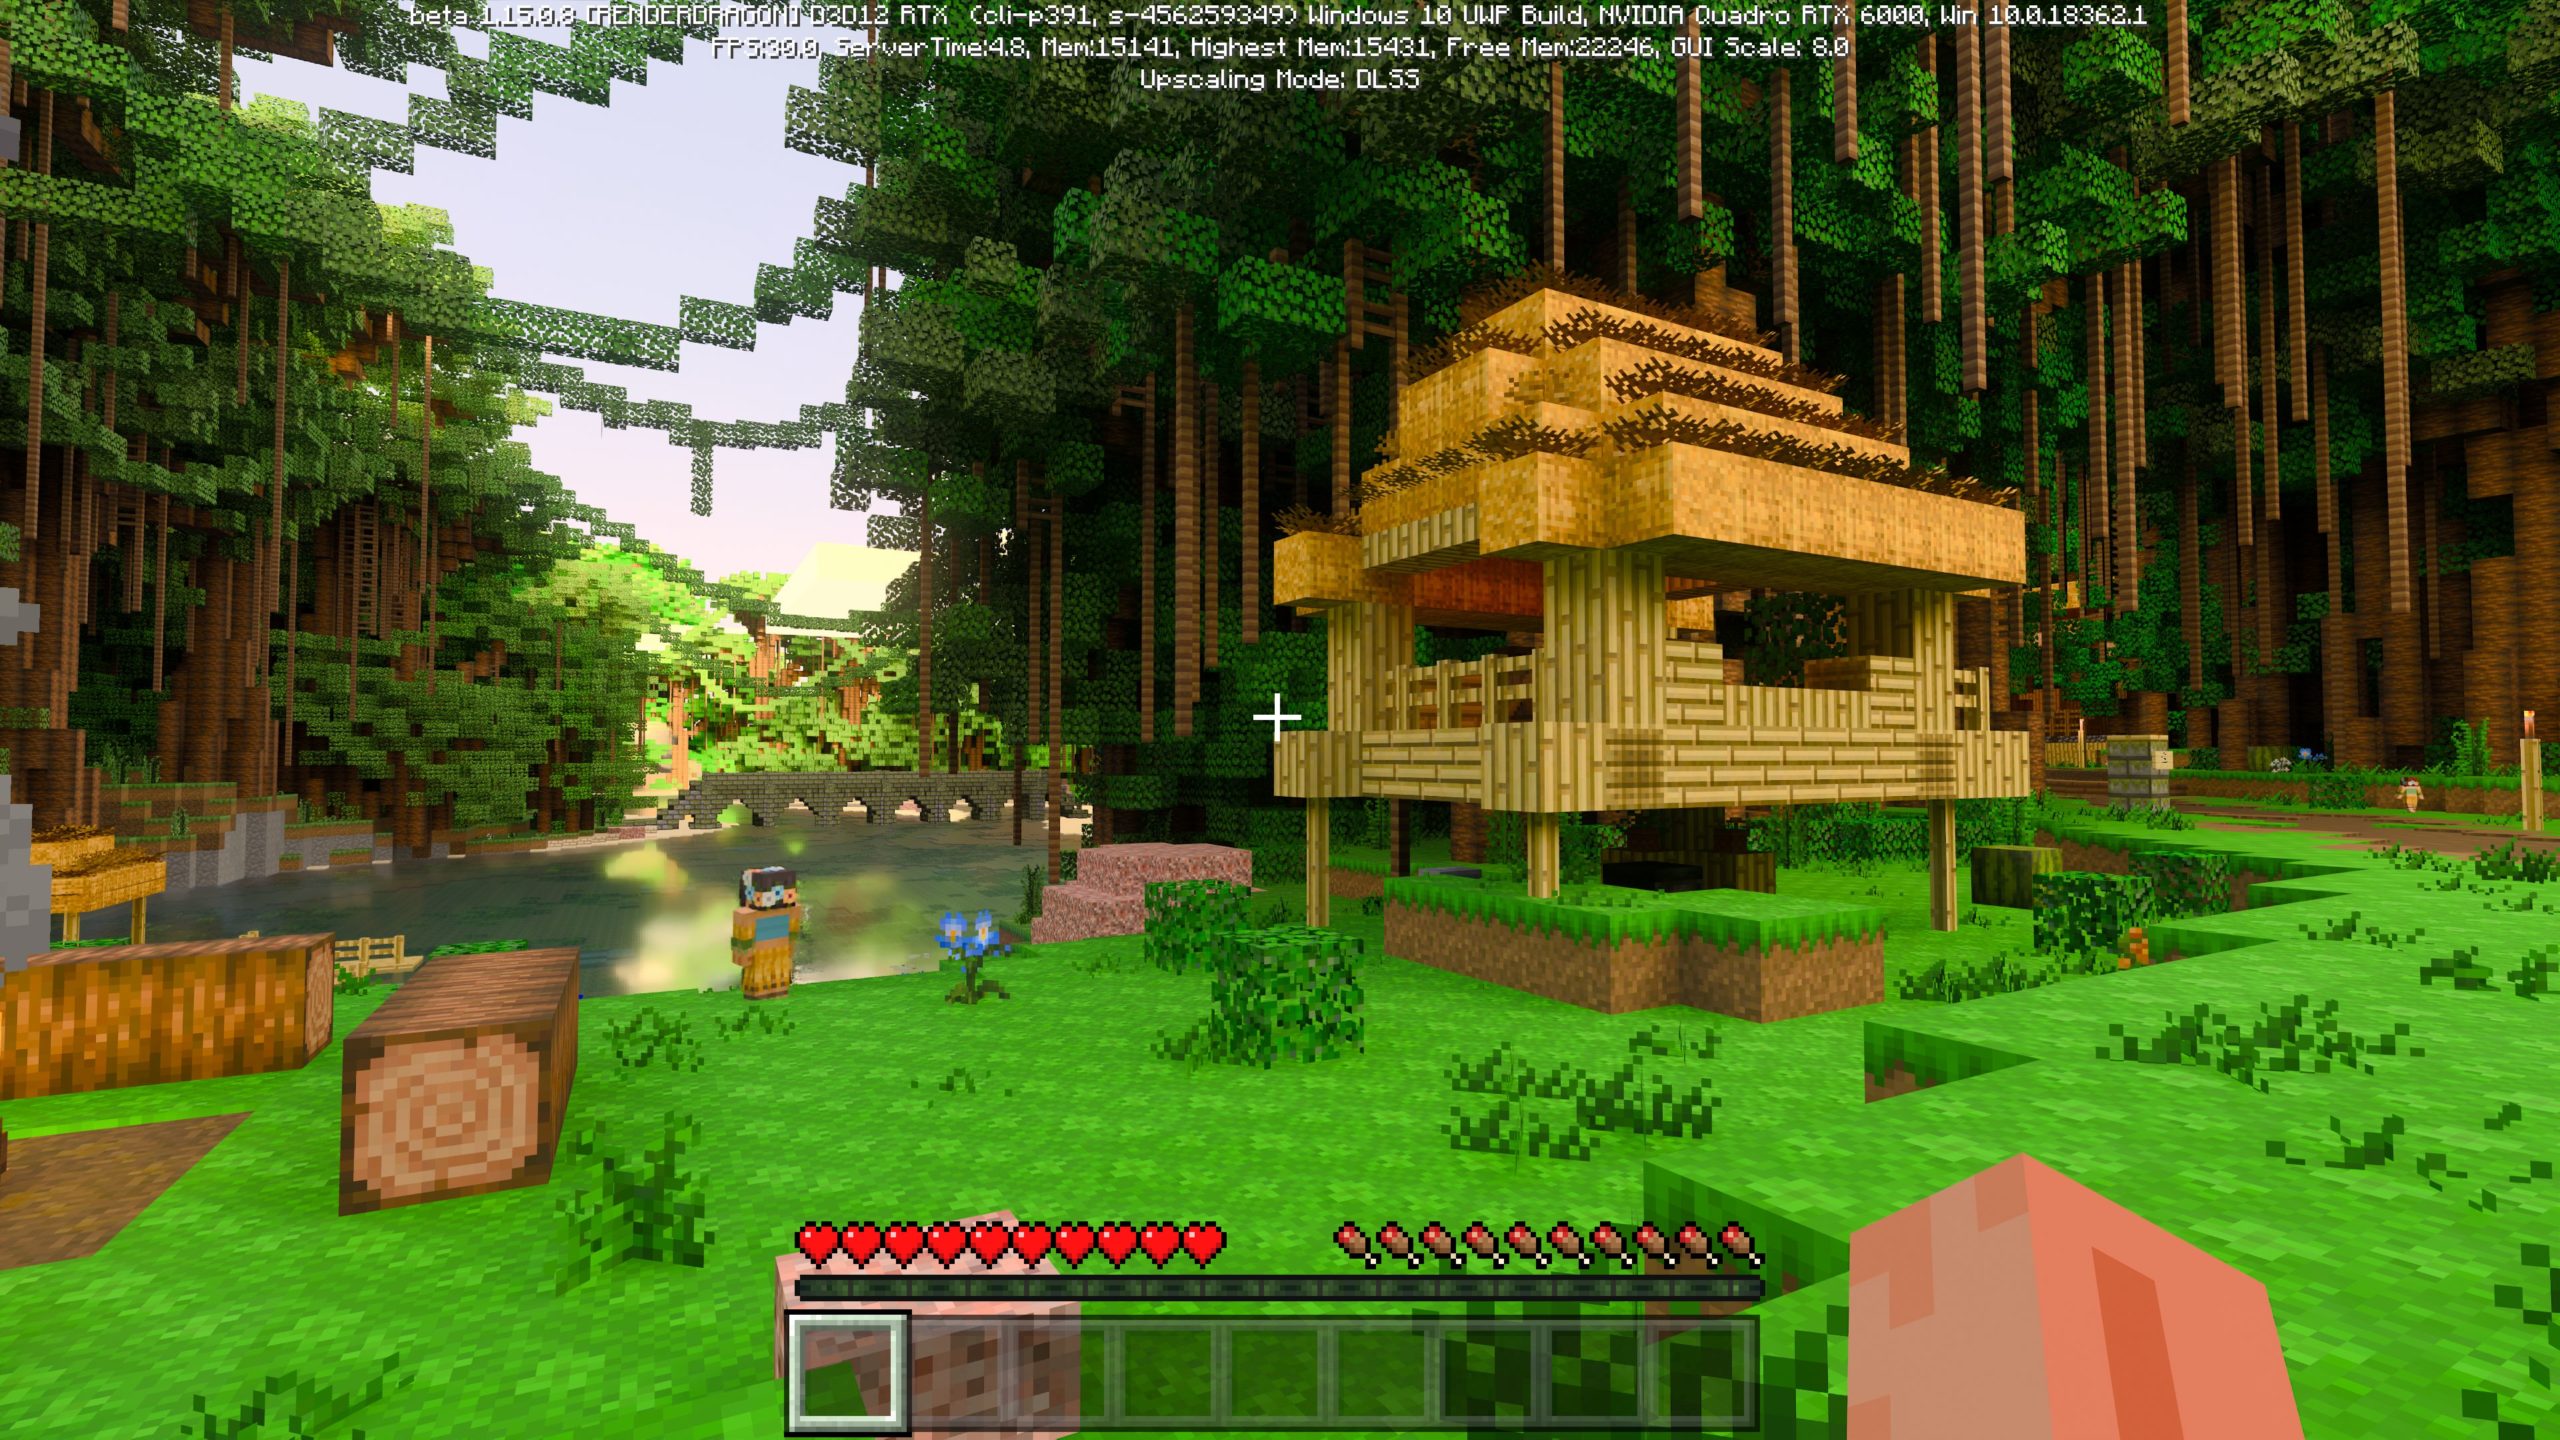 beta 1.15.0.8 [RENDERDRAGON] D3D12 RTX (cli-p391, s-456259349) Windows 10 UWP Build, NVIDIA Quadro RTX 6000, Win 10.0.18362.1
FPS:30.0, ServerTime:4.8, Mem:15141, Highest Mem:15431, Free Mem:22246, GUI Scale: 8.0
Upscaling Mode: DLSS